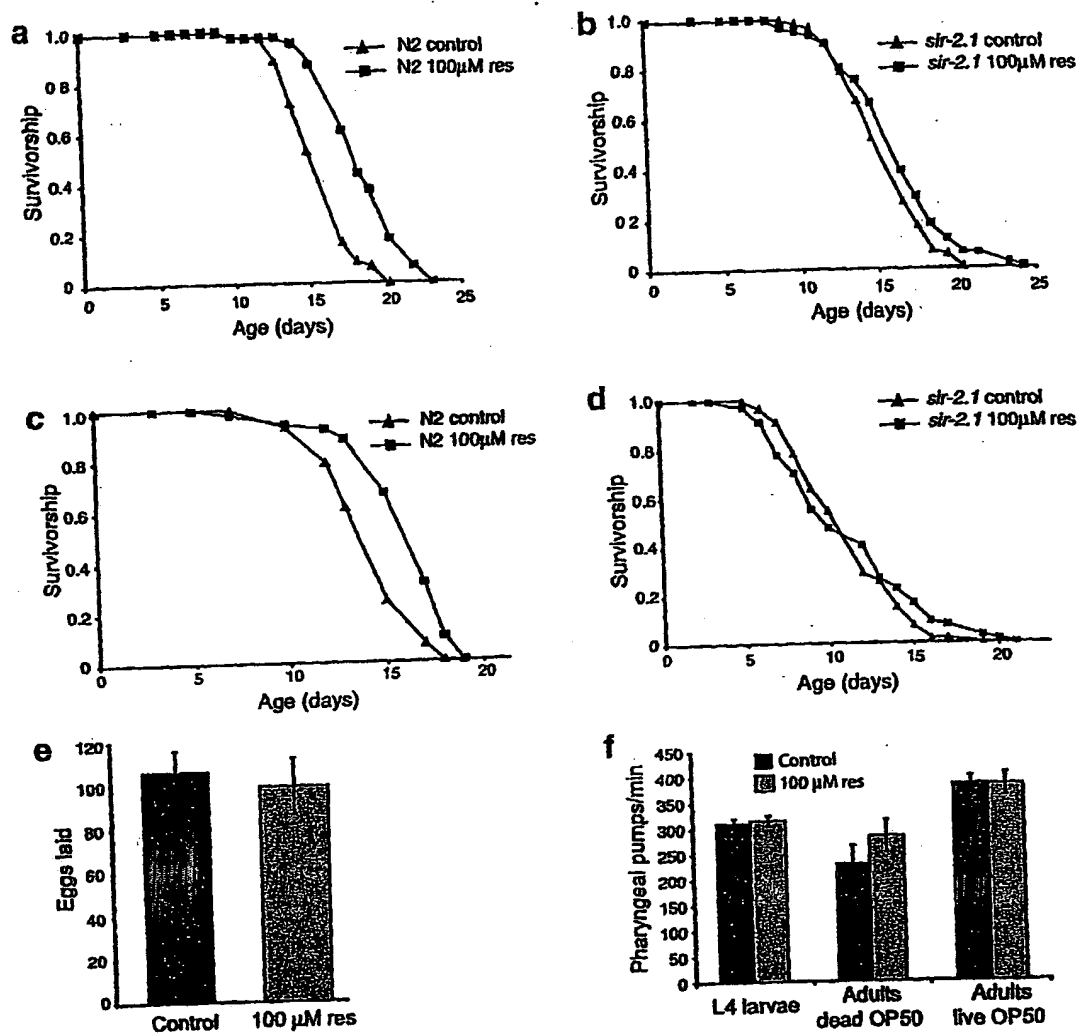 a
N2 control
N2 100µM res
1.0
0.8
0.6
0.4
0.2
0
Survivorship
0 5 10 15 20 25
Age (days)
b
sir-2.1 control
sir-2.1 100µM res
1.0
0.8
0.6
0.4
0.2
0
Survivorship
0 5 10 15 20 25
Age (days)
c
N2 control
N2 100µM res
1.0
0.8
0.6
0.4
0.2
0
Survivorship
0 5 10 15 20
Age (days)
d
sir-2.1 control
sir-2.1 100µM res
1.0
0.8
0.6
0.4
0.2
0
Survivorship
0 5 10 15 20
Age (days)
e
120
100
80
60
40
20
0
Eggs laid
Control 100 µM res
f
Control
100 µM res
450
400
350
300
250
200
150
100
50
0
Pharyngeal pumps/min
L4 larvae
Adults
dead OP50
Adults
live OP50